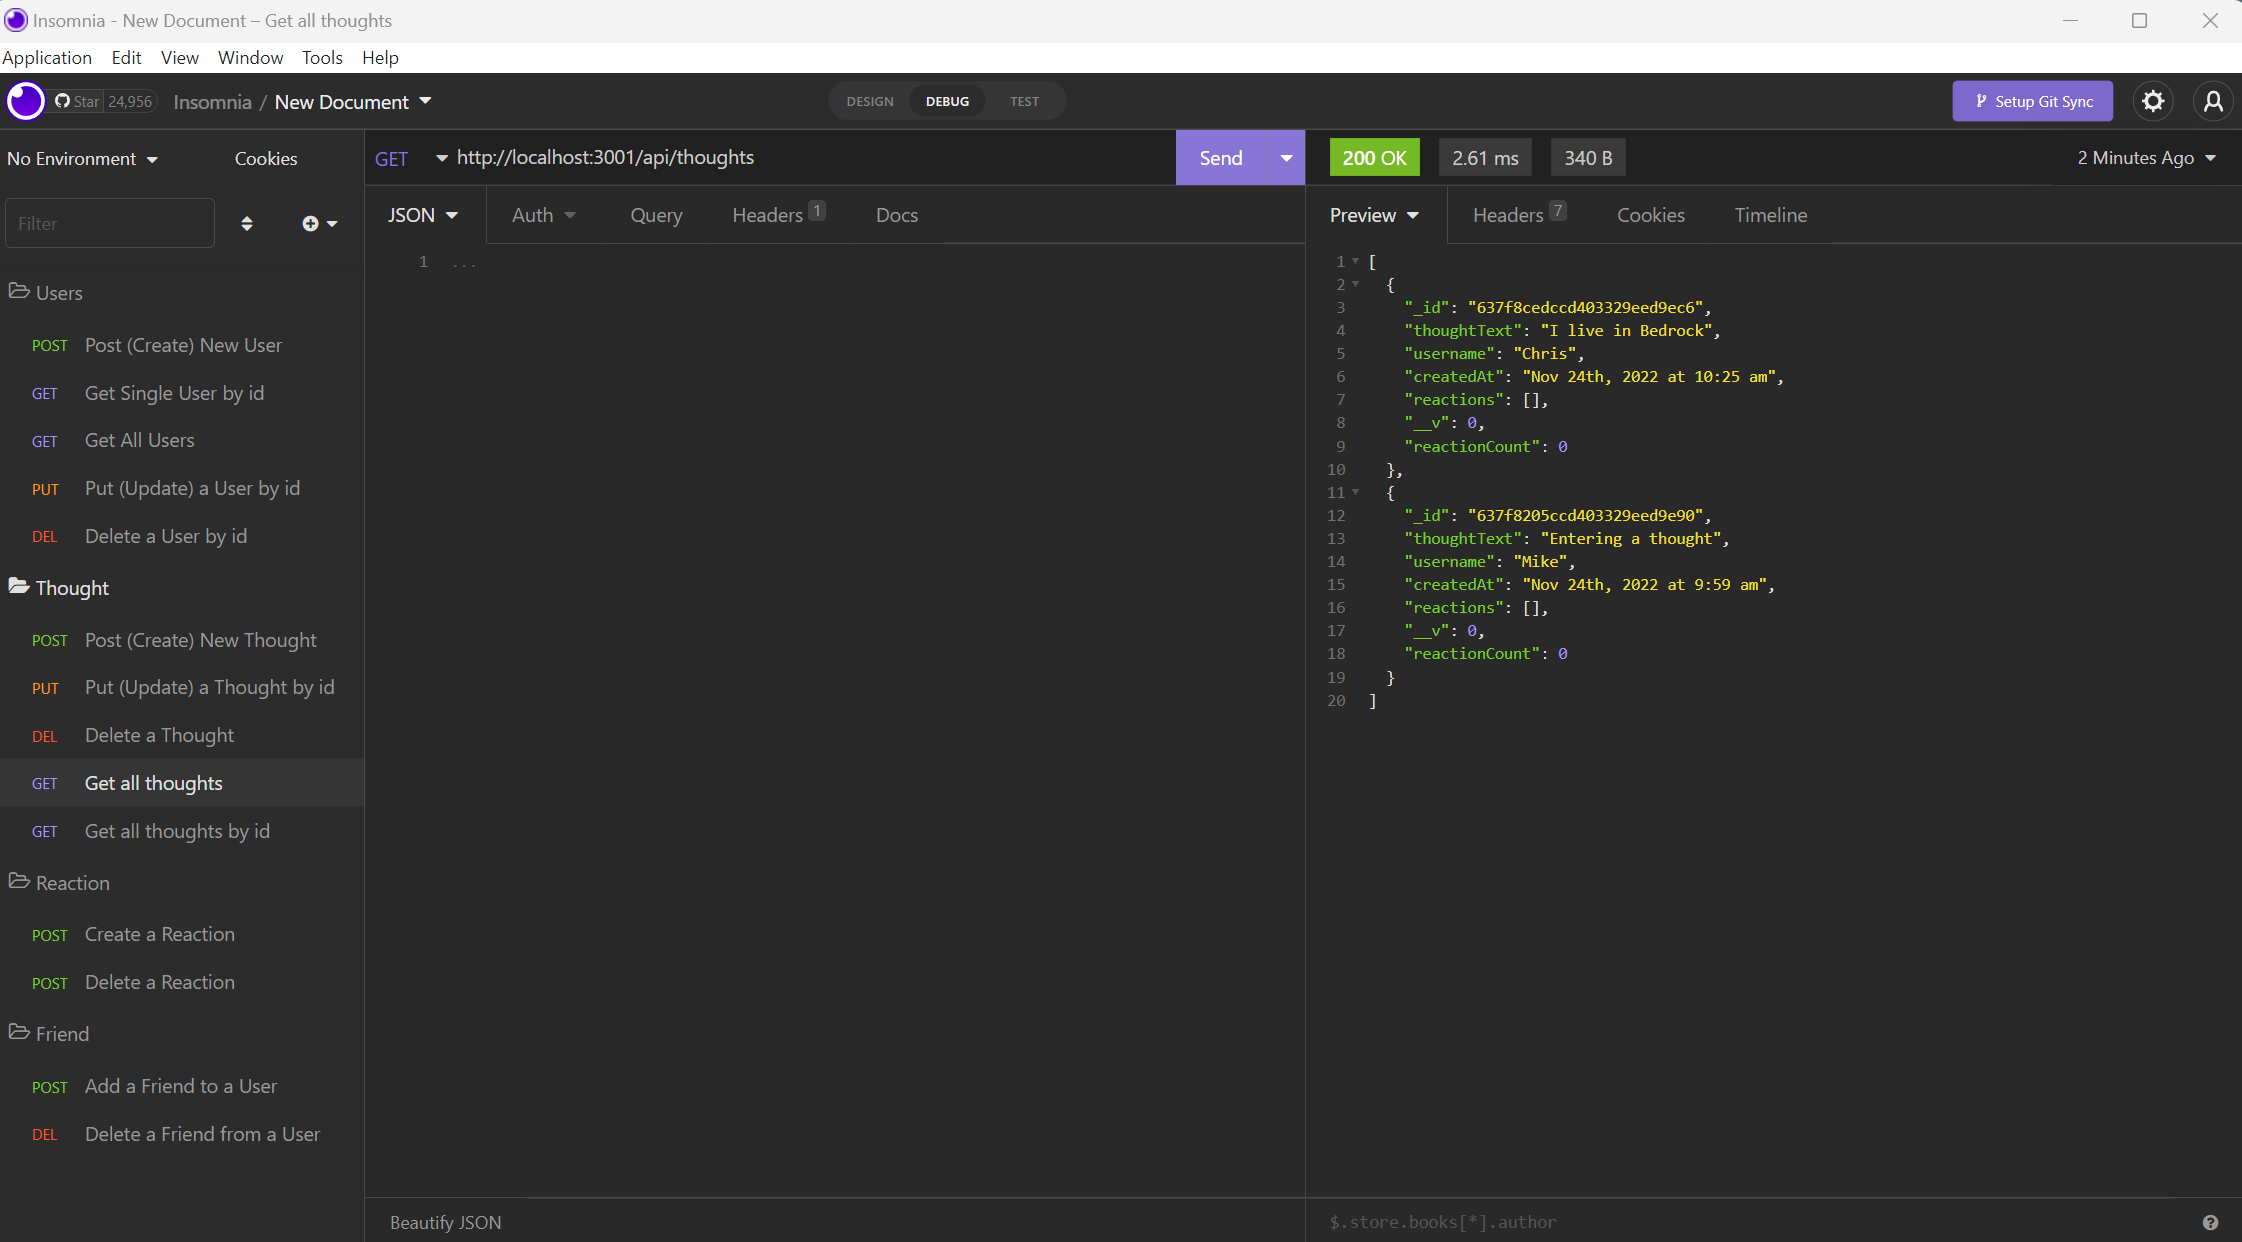 Insomnia - New Document – Get all thoughts
Application Edit View Window Tools Help
Star 24,956 Insomnia / New Document DESIGN DEBUG TEST Setup Git Sync
No Environment Cookies
Filter
Users
POST Post (Create) New User
GET Get Single User by id
GET Get All Users
PUT Put (Update) a User by id
DEL Delete a User by id
Thought
POST Post (Create) New Thought
PUT Put (Update) a Thought by id
DEL Delete a Thought
GET Get all thoughts
GET Get all thoughts by id
Reaction
POST Create a Reaction
POST Delete a Reaction
Friend
POST Add a Friend to a User
DEL Delete a Friend from a User
GET http://localhost:3001/api/thoughts Send
JSON Auth Query Headers 1 Docs
1 ...
Beautify JSON
200 OK 2.61 ms 340 B 2 Minutes Ago
Preview Headers 7 Cookies Timeline
1 [
2 {
3 "_id": "637f8cedccd403329eed9ec6",
4 "thoughtText": "I live in Bedrock",
5 "username": "Chris",
6 "createdAt": "Nov 24th, 2022 at 10:25 am",
7 "reactions": [],
8 "__v": 0,
9 "reactionCount": 0
10 },
11 {
12 "_id": "637f8205ccd403329eed9e90",
13 "thoughtText": "Entering a thought",
14 "username": "Mike",
15 "createdAt": "Nov 24th, 2022 at 9:59 am",
16 "reactions": [],
17 "__v": 0,
18 "reactionCount": 0
19 }
20 ]
$.store.books[*].author ?